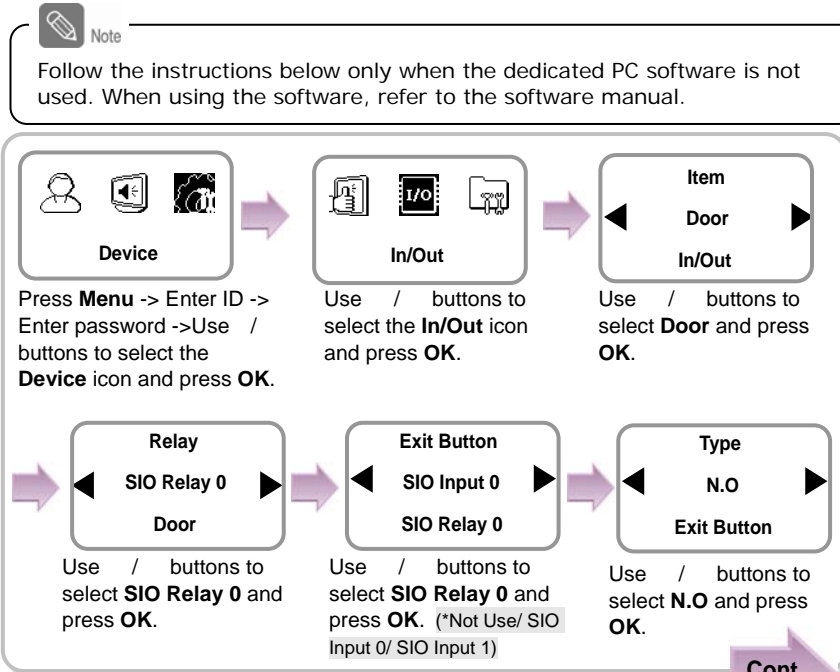 Note
Follow the instructions below only when the dedicated PC software is not
used. When using the software, refer to the software manual.
Device
Press Menu -> Enter ID ->
Enter password ->Use   /
buttons to select the
Device icon and press OK.
I/O
In/Out
Use   /   buttons to
select the In/Out icon
and press OK.
Item
Door
In/Out
Use   /   buttons to
select Door and press
OK.
Relay
SIO Relay 0
Door
Use   /   buttons to
select SIO Relay 0 and
press OK.
Exit Button
SIO Input 0
SIO Relay 0
Use   /   buttons to
select SIO Relay 0 and
press OK. (*Not Use/ SIO
Input 0/ SIO Input 1)
Type
N.O
Exit Button
Use   /   buttons to
select N.O and press
OK.
Cont